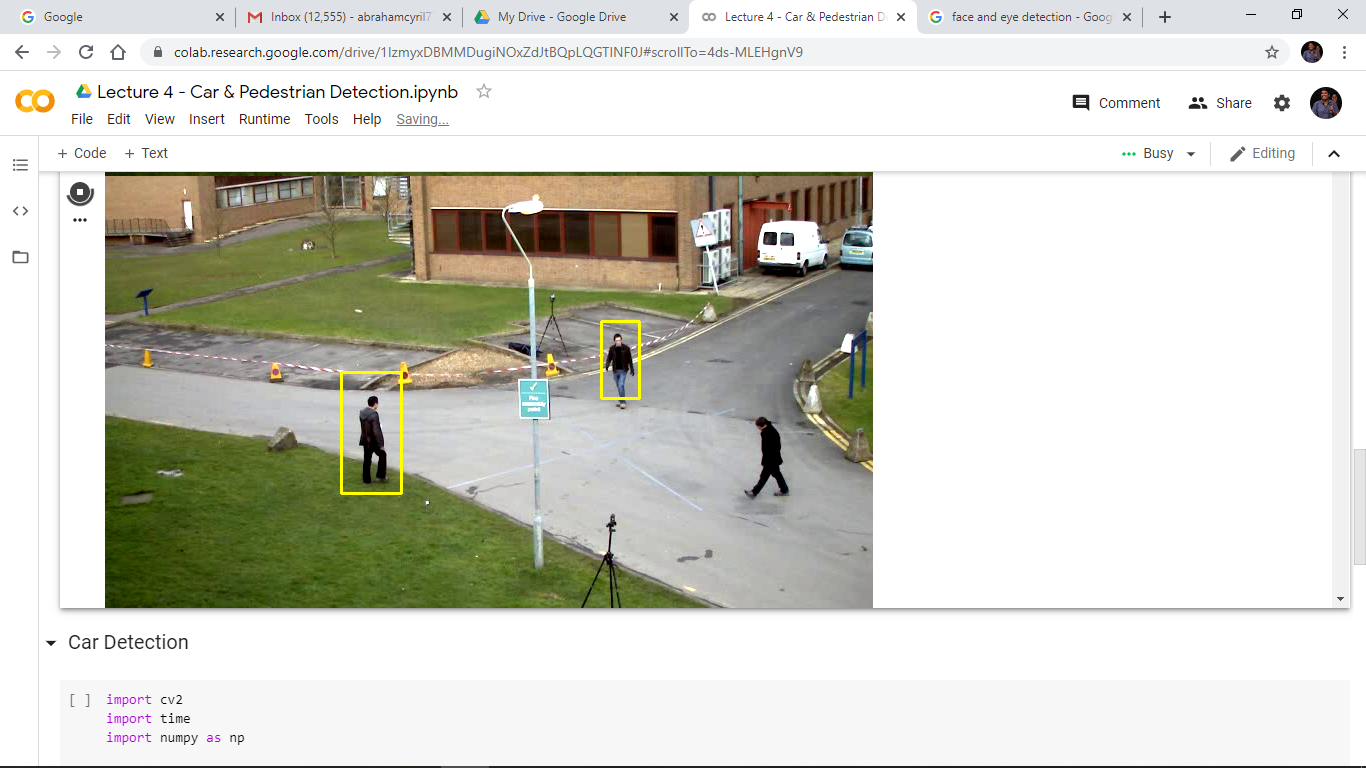 Google
Inbox (12,555) - abrahamcyril7
My Drive - Google Drive
Lecture 4 - Car & Pedestrian D
face and eye detection - Goog
colab.research.google.com/drive/1IzmyxDBMMDugiNOxZdJtBQpLQGTINF0J#scrollTo=4ds-MLEHgnV9
Lecture 4 - Car & Pedestrian Detection.ipynb
Comment
Share
File Edit View Insert Runtime Tools Help Saving...
+ Code + Text
Busy
Editing
Fire
assembly
point
Car Detection
[ ] import cv2
import time
import numpy as np